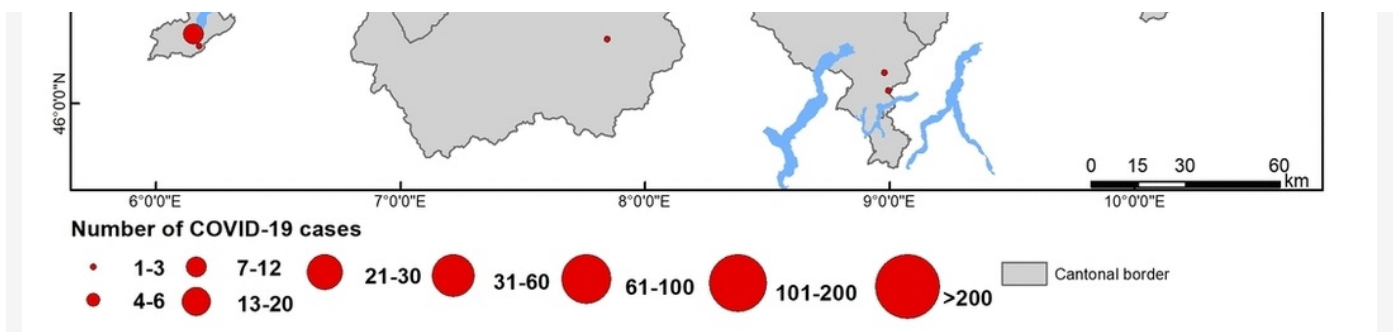 46°0'0"N
0 15 30 60
km
6°0'0"E 7°0'0"E 8°0'0"E 9°0'0"E 10°0'0"E
Number of COVID-19 cases
1-3 7-12 21-30 31-60 61-100 101-200 >200 Cantonal border
4-6 13-20